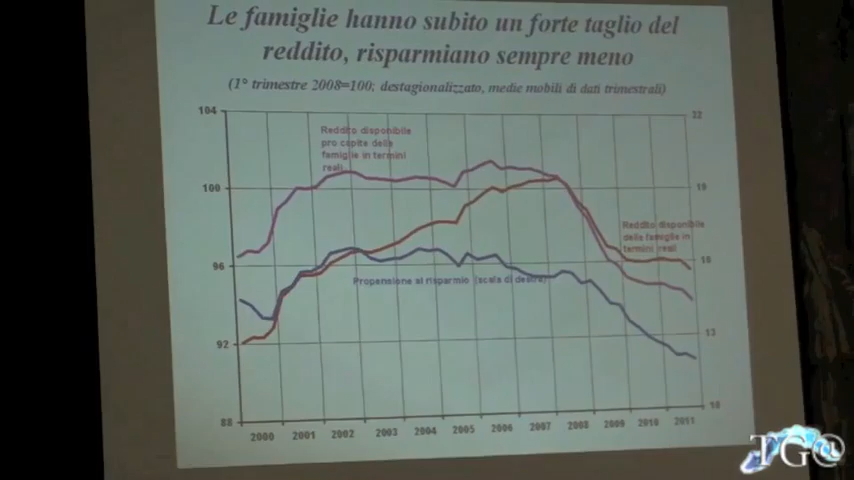 Le famiglie hanno subito un forte taglio del
reddito, risparmiano sempre meno
(1° trimestre 2008=100; destagionalizzato, medie mobili di dati trimestrali)
104
22
Reddito disponibile
pro capite delle
famiglie in termini
reali
100
19
Reddito disponibile
delle famiglie in
termini reali
96
16
Propensione al risparmio (scala di destra)
92
13
88
10
2000 2001 2002 2003 2004 2005 2006 2007 2008 2009 2010 2011
TG@